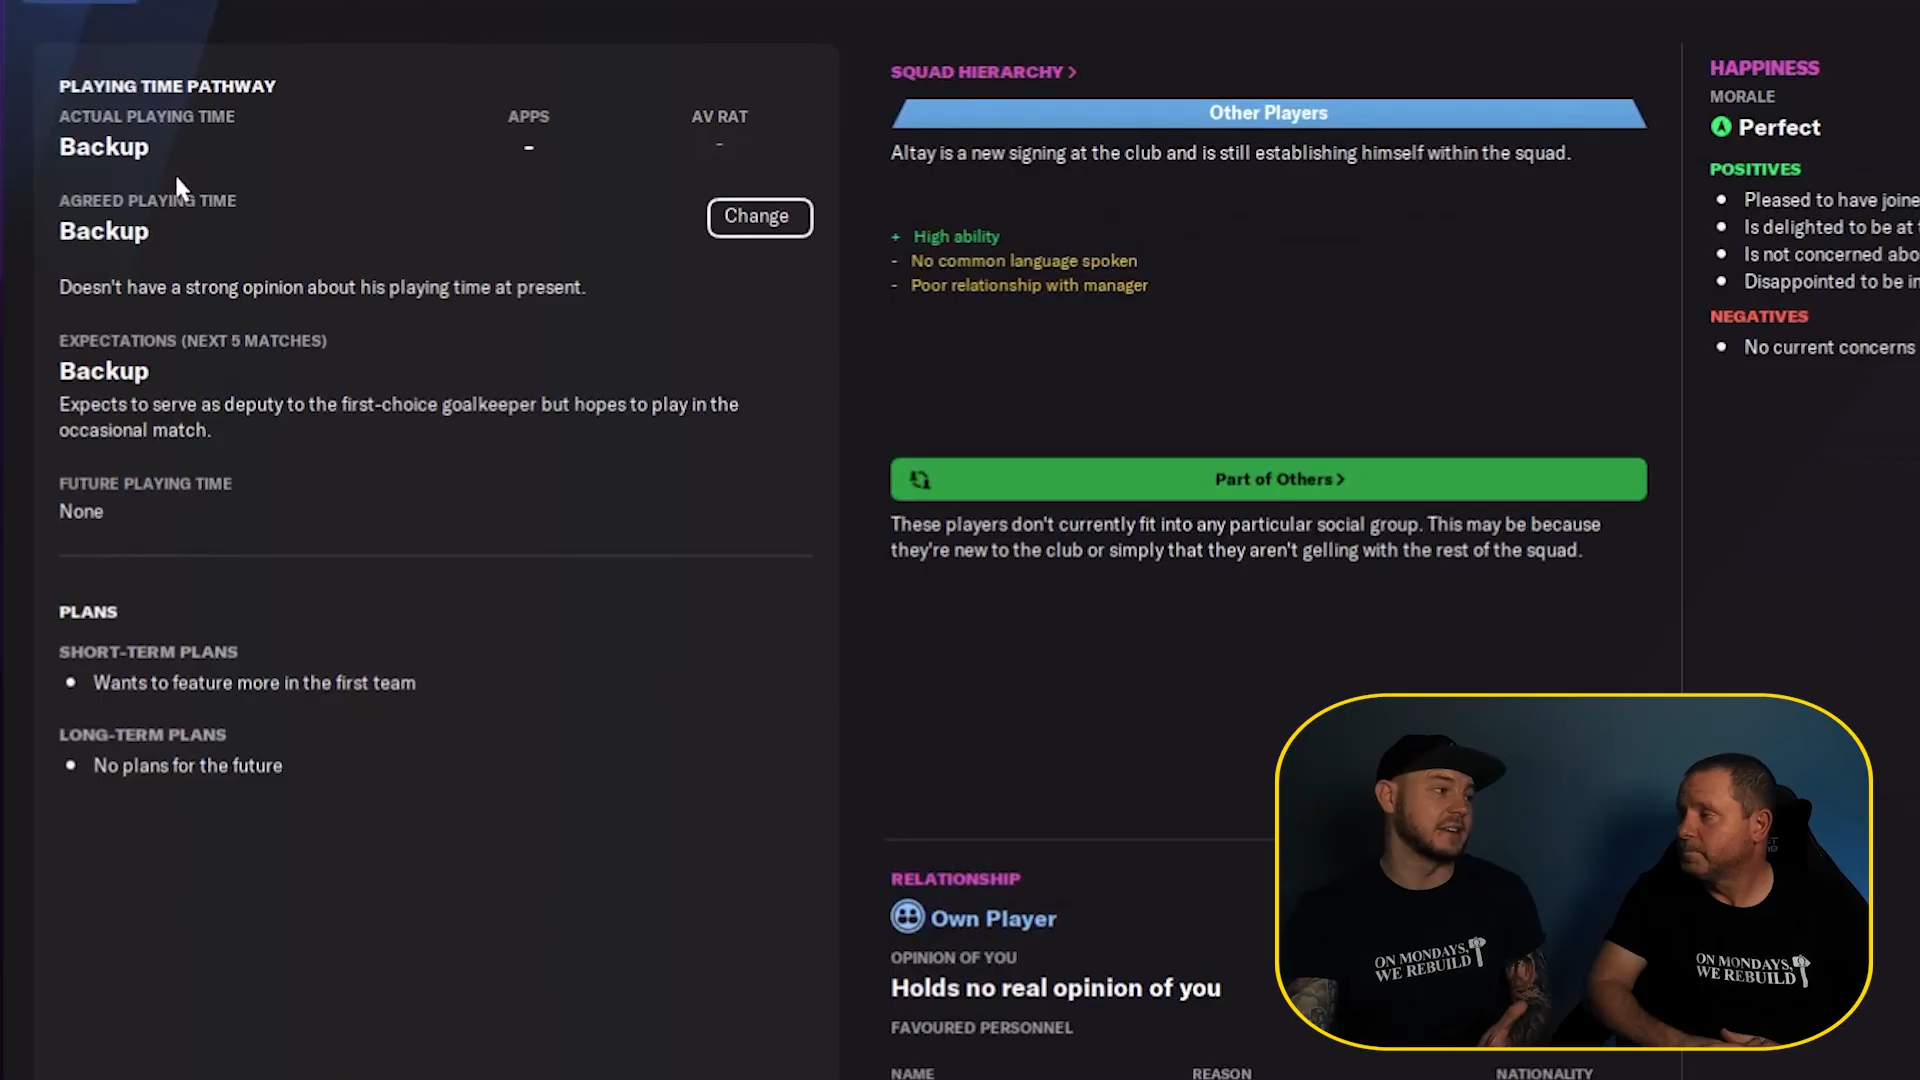 PLAYING TIME PATHWAY
ACTUAL PLAYING TIME APPS AV RAT
Backup - -
AGREED PLAYING TIME
Backup
Change
Doesn't have a strong opinion about his playing time at present.
EXPECTATIONS (NEXT 5 MATCHES)
Backup
Expects to serve as deputy to the first-choice goalkeeper but hopes to play in the
occasional match.
FUTURE PLAYING TIME
None
PLANS
SHORT-TERM PLANS
• Wants to feature more in the first team
LONG-TERM PLANS
• No plans for the future
SQUAD HIERARCHY >
Other Players
Altay is a new signing at the club and is still establishing himself within the squad.
+ High ability
- No common language spoken
- Poor relationship with manager
Part of Others >
These players don't currently fit into any particular social group. This may be because
they're new to the club or simply that they aren't gelling with the rest of the squad.
RELATIONSHIP
Own Player
OPINION OF YOU
Holds no real opinion of you
FAVOURED PERSONNEL
NAME REASON NATIONALITY
HAPPINESS
MORALE
Perfect
POSITIVES
• Pleased to have joine
• Is delighted to be at
• Is not concerned abo
• Disappointed to be in
NEGATIVES
• No current concerns
ON MONDAYS,
WE REBUILD
ON MONDAYS,
WE REBUILD